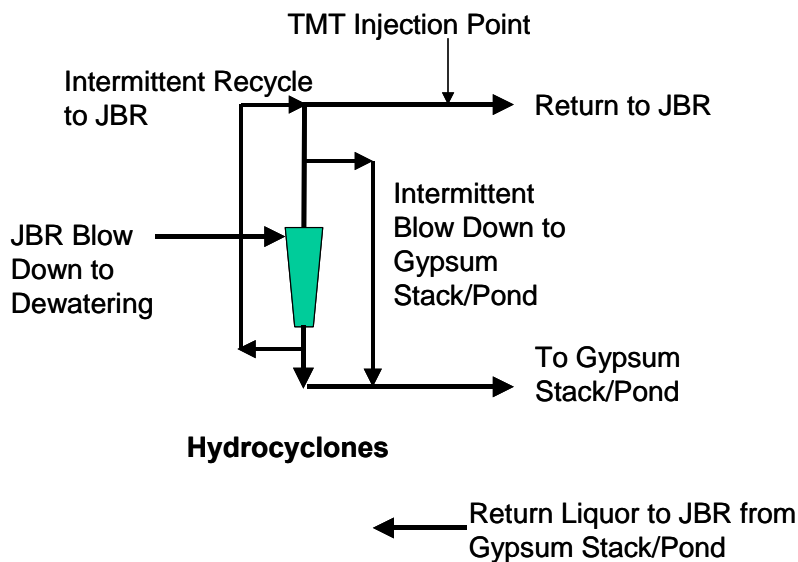 TMT Injection Point
Intermittent Recycle
to JBR
Return to JBR
Intermittent
Blow Down to
Gypsum
Stack/Pond
JBR Blow
Down to
Dewatering
To Gypsum
Stack/Pond
Hydrocyclones
Return Liquor to JBR from
Gypsum Stack/Pond